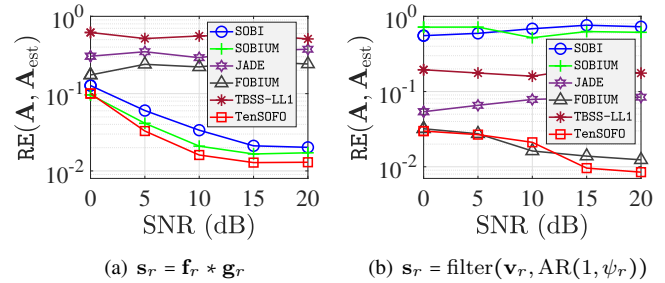 RE(A, A_est)
10^0
10^-1
10^-2
SOBI
SOBIUM
JADE
FOBIUM
TBSS-LL1
TenSOFO
0 5 10 15 20
SNR (dB)
(a) s_r = f_r * g_r
RE(A, A_est)
10^0
10^-1
10^-2
SOBI
SOBIUM
JADE
FOBIUM
TBSS-LL1
TenSOFO
0 5 10 15 20
SNR (dB)
(b) s_r = filter(v_r, AR(1, ψ_r))